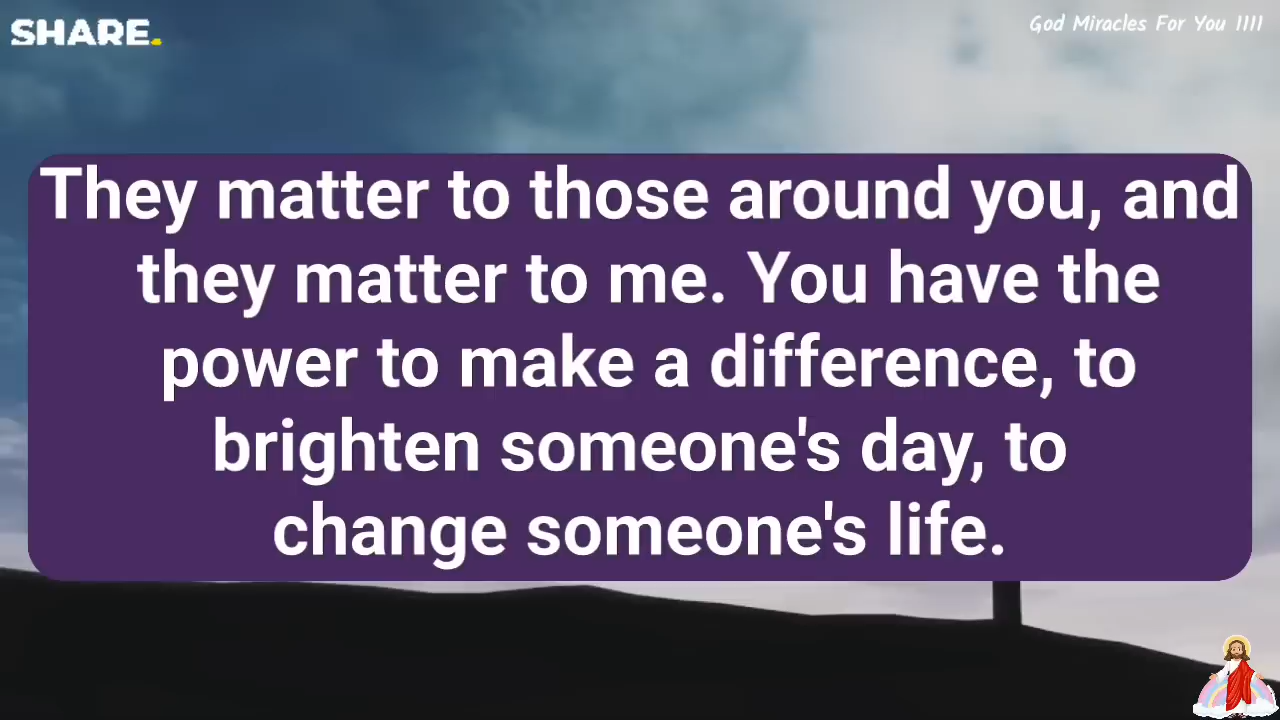 SHARE.
God Miracles For You 1111
They matter to those around you, and
they matter to me. You have the
power to make a difference, to
brighten someone's day, to
change someone's life.